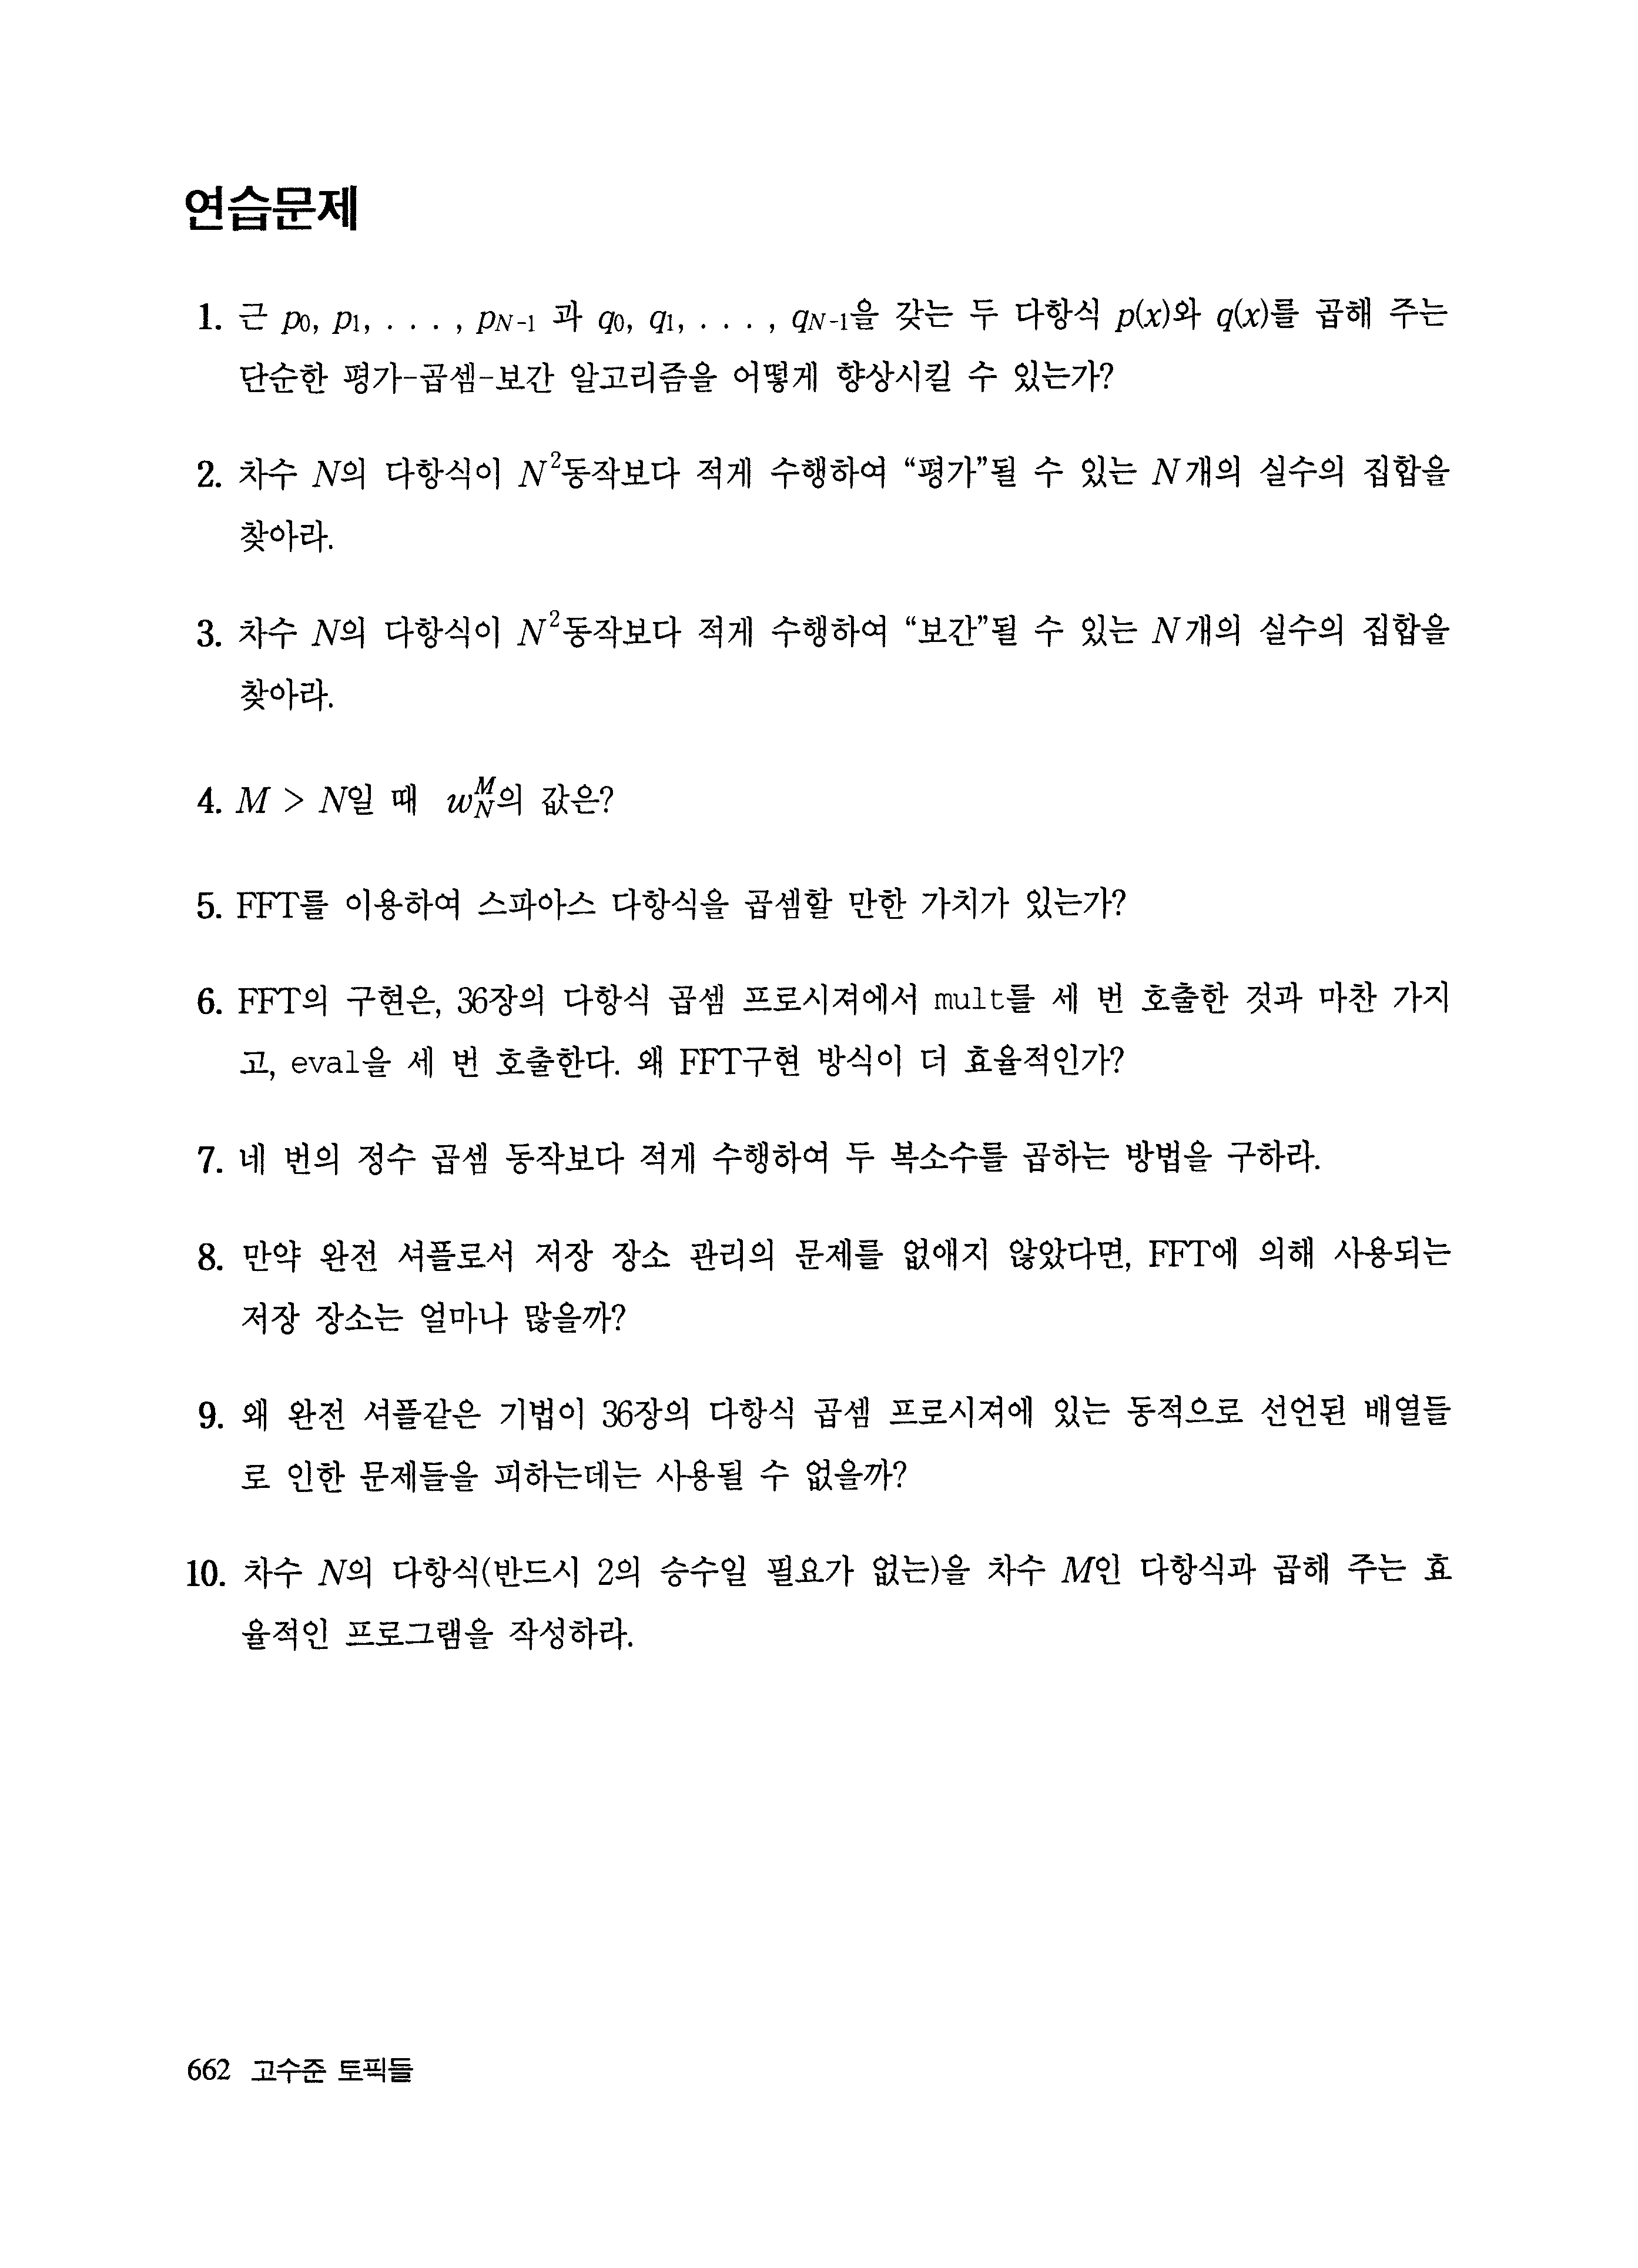 연습문제
1. 근 p0, p1, . . . , pN-1 과 q0, q1, . . . , qN-1을 갖는 두 다항식 p(x)와 q(x)를 곱해 주는
단순한 평가-곱셈-보간 알고리즘을 어떻게 향상시킬 수 있는가?
2. 차수 N의 다항식이 N²동작보다 적게 수행하여 “평가”될 수 있는 N개의 실수의 집합을
찾아라.
3. 차수 N의 다항식이 N²동작보다 적게 수행하여 “보간”될 수 있는 N개의 실수의 집합을
찾아라.
4. M > N일 때 w_N^M의 값은?
5. FFT를 이용하여 스파아스 다항식을 곱셈할 만한 가치가 있는가?
6. FFT의 구현은, 36장의 다항식 곱셈 프로시져에서 mult를 세 번 호출한 것과 마찬 가지
고, eval을 세 번 호출한다. 왜 FFT구현 방식이 더 효율적인가?
7. 네 번의 정수 곱셈 동작보다 적게 수행하여 두 복소수를 곱하는 방법을 구하라.
8. 만약 완전 셔플로서 저장 장소 관리의 문제를 없애지 않았다면, FFT에 의해 사용되는
저장 장소는 얼마나 많을까?
9. 왜 완전 셔플같은 기법이 36장의 다항식 곱셈 프로시져에 있는 동적으로 선언된 배열들
로 인한 문제들을 피하는데는 사용될 수 없을까?
10. 차수 N의 다항식(반드시 2의 승수일 필요가 없는)을 차수 M인 다항식과 곱해 주는 효
율적인 프로그램을 작성하라.
662 고수준 토픽들